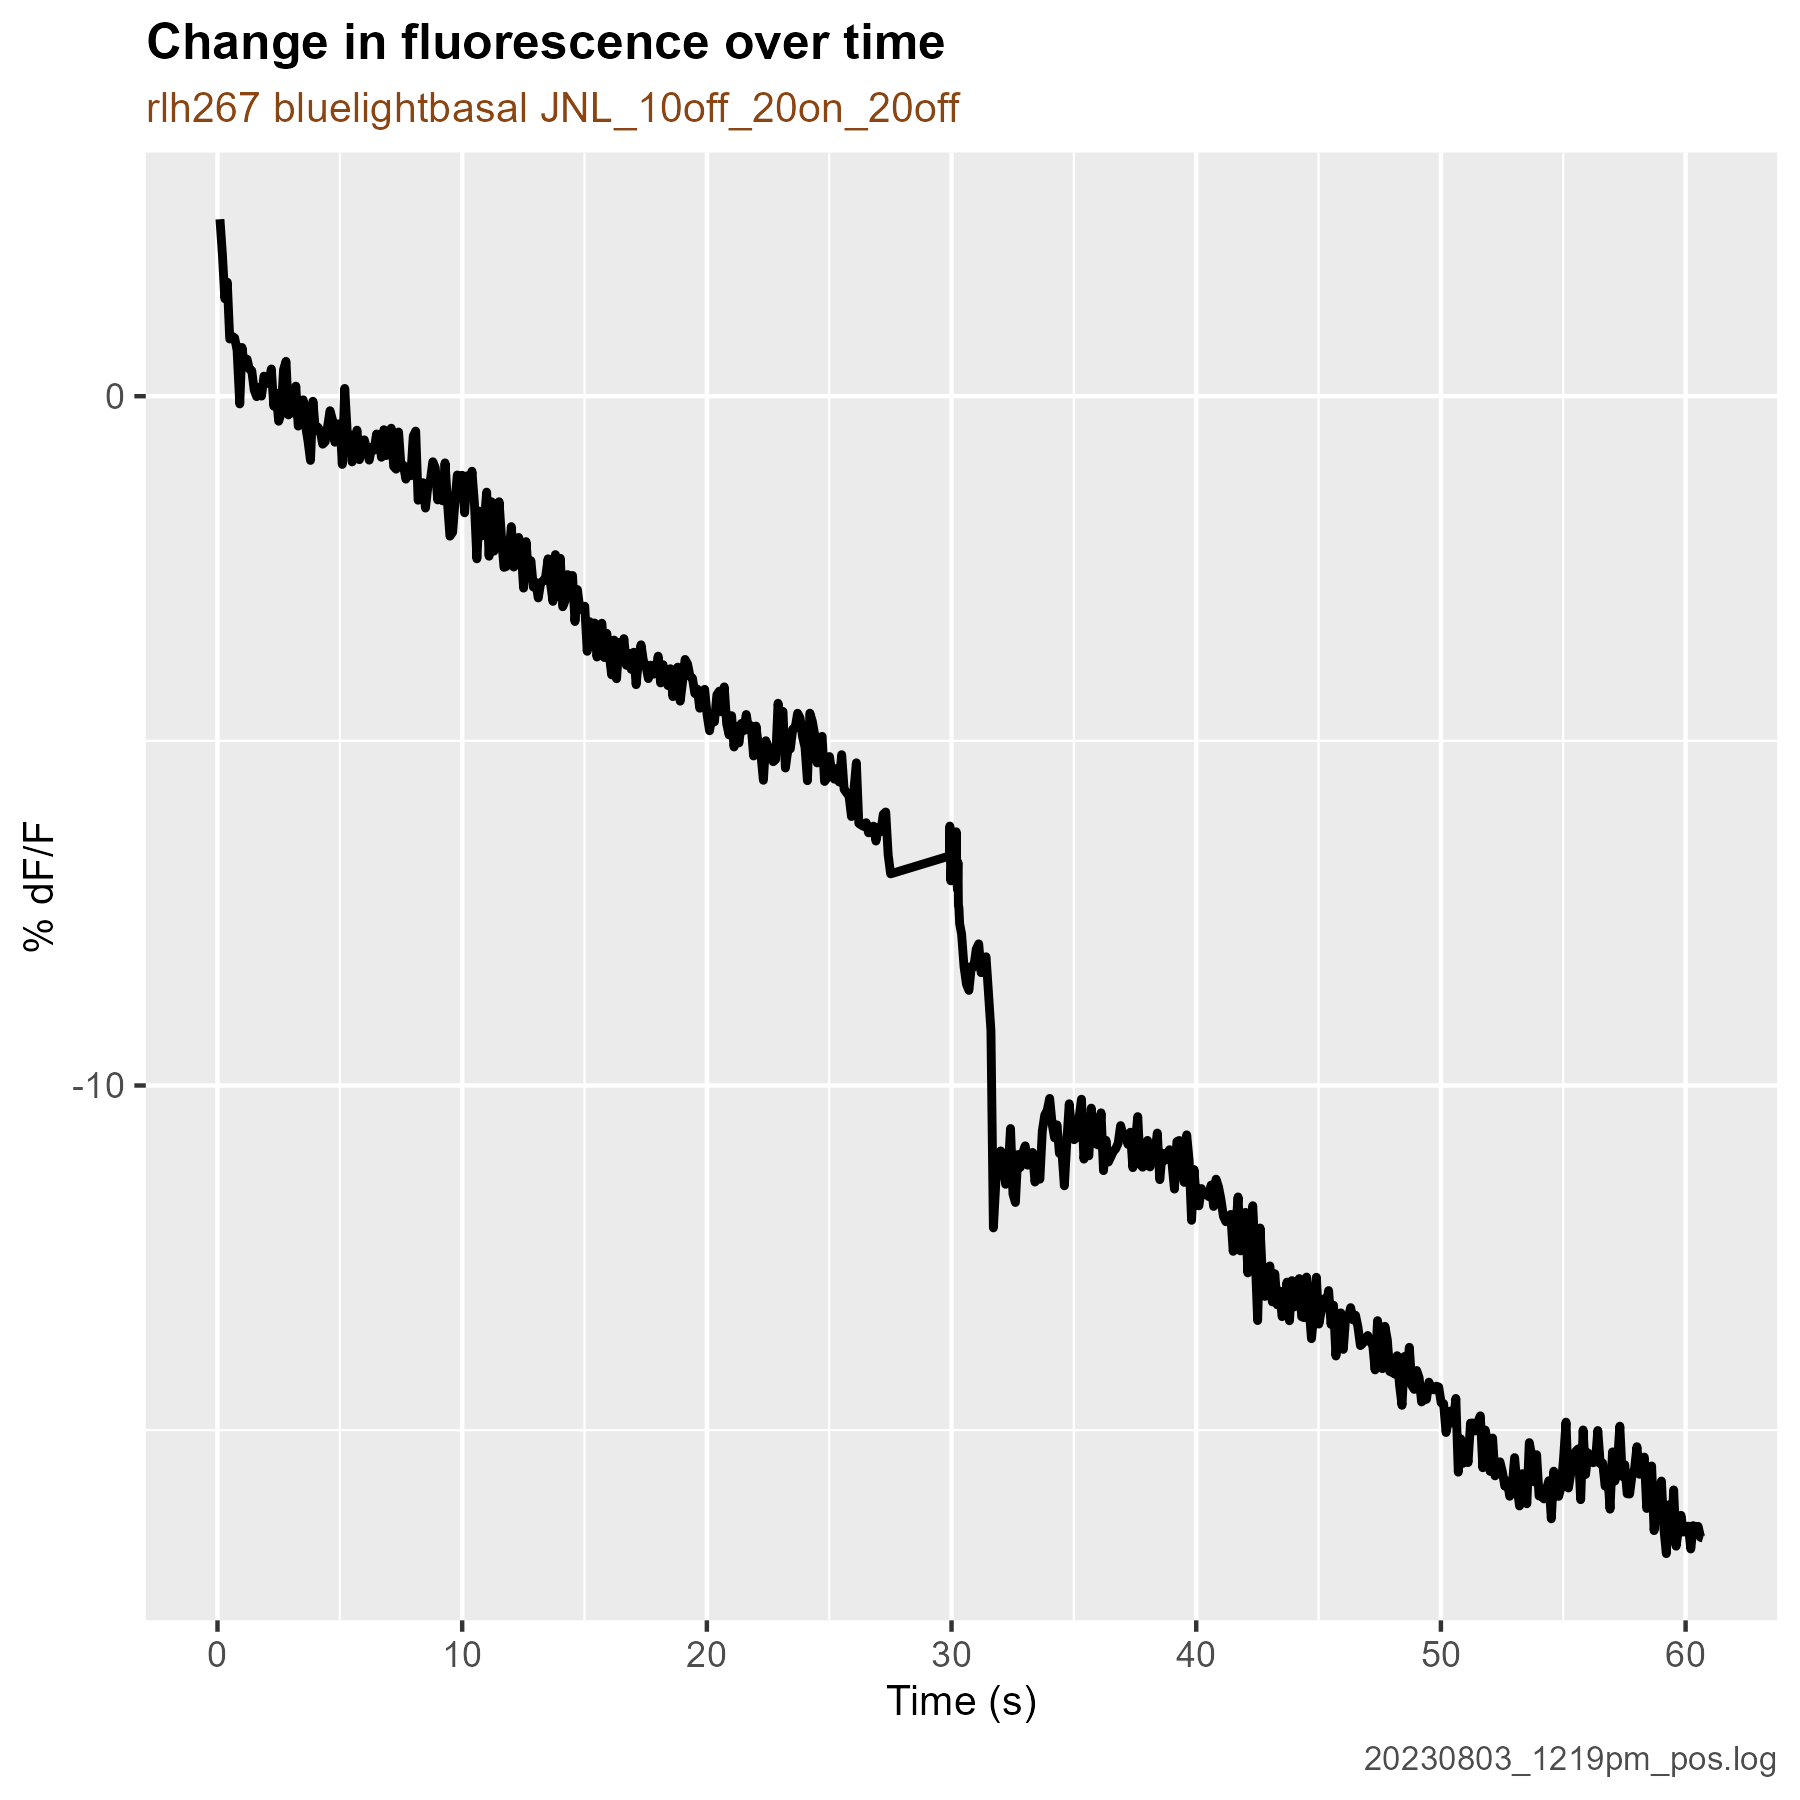 Change in fluorescence over time
rlh267 bluelightbasal JNL_10off_20on_20off
% dF/F
0
-10
0 10 20 30 40 50 60
Time (s)
20230803_1219pm_pos.log